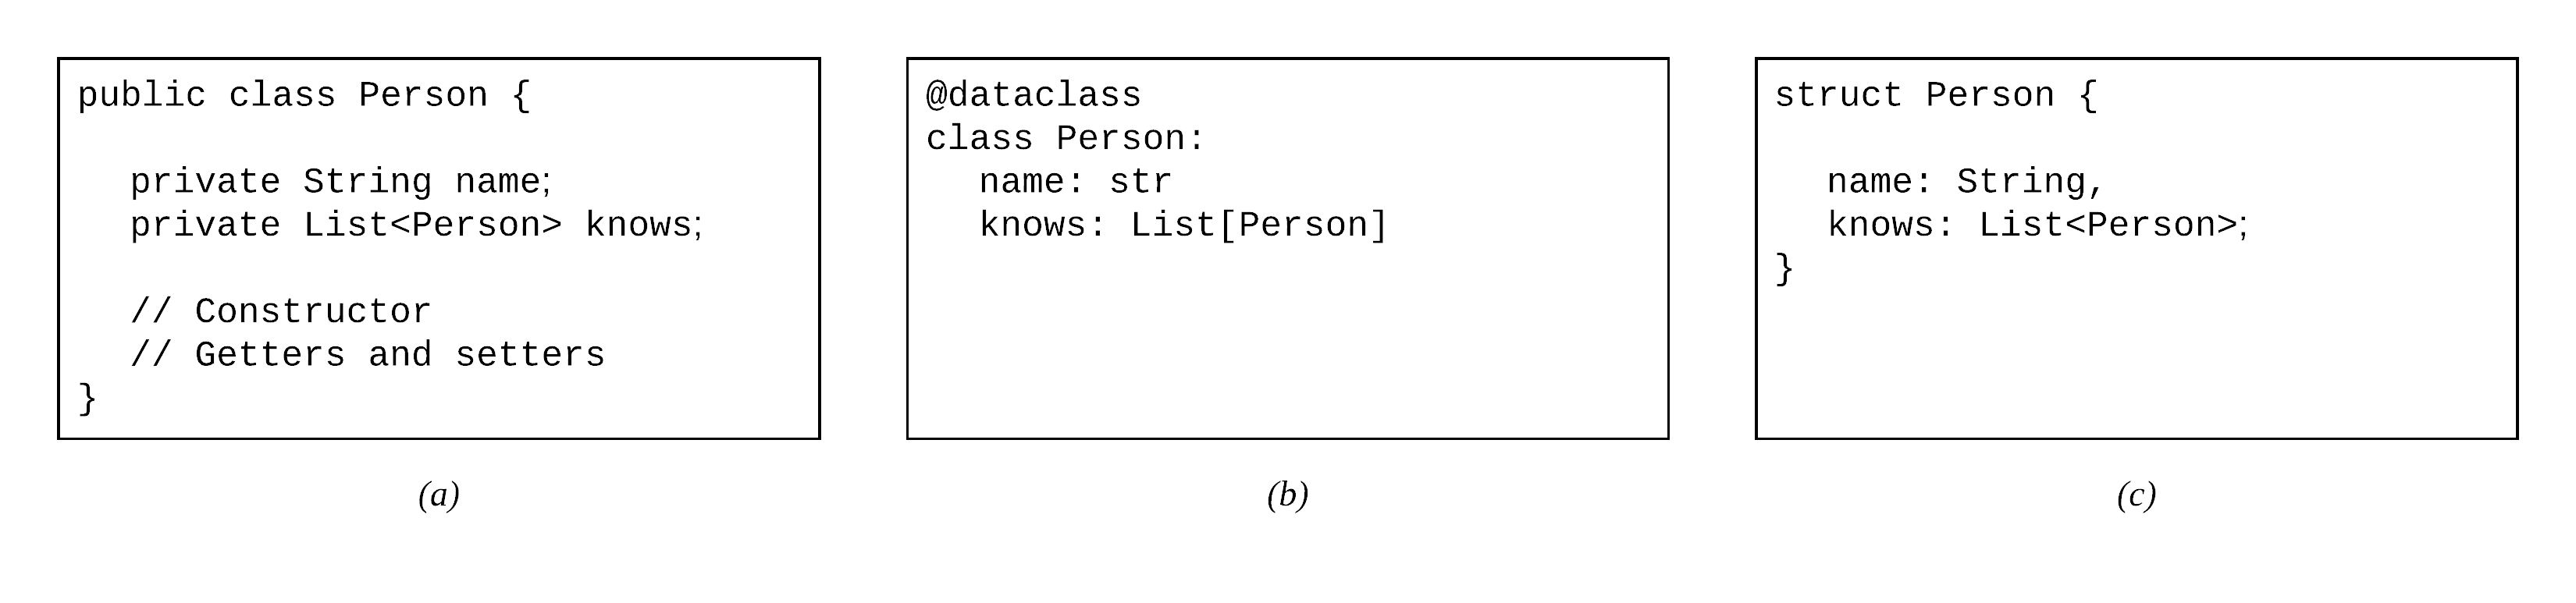 public class Person {
private String name;
private List<Person> knows;
// Constructor
// Getters and setters
}
(a)
@dataclass
class Person:
name: str
knows: List[Person]
(b)
struct Person {
name: String,
knows: List<Person>;
}
(c)